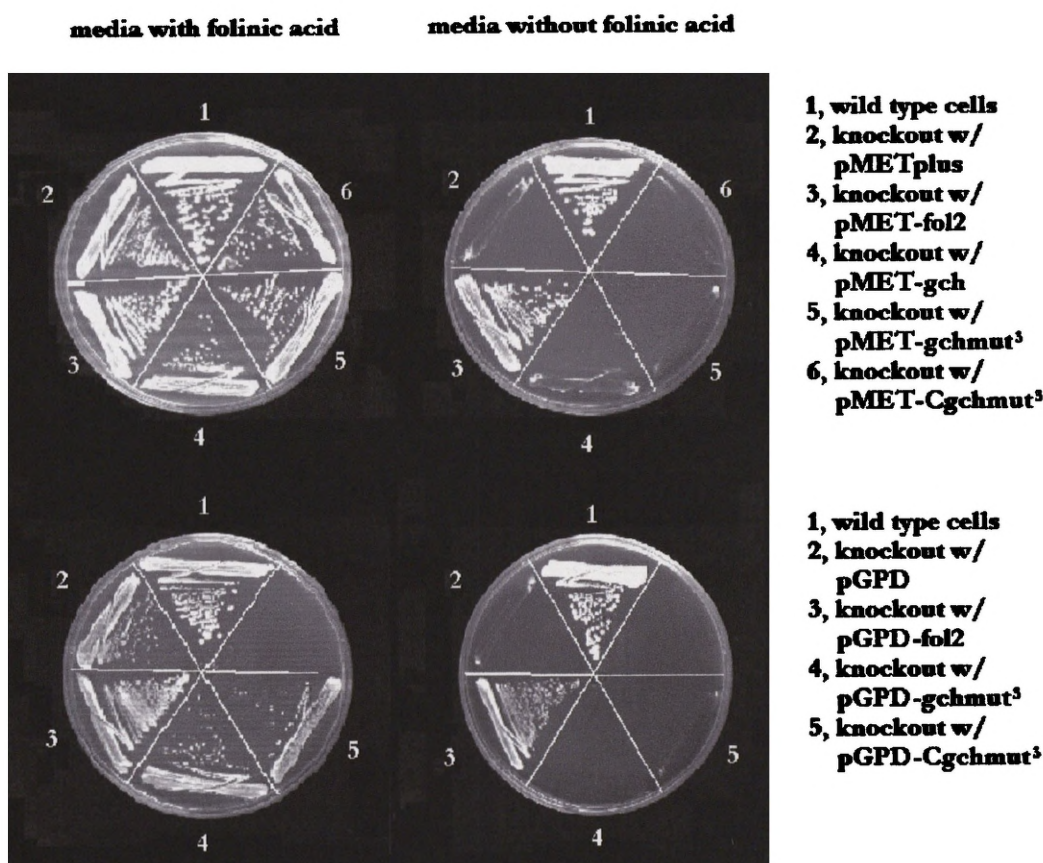 media with folinic acid
media without folinic acid
1
2
6
3
5
4
1
2
6
3
5
4
1, wild type cells
2, knockout w/
pMETplus
3, knockout w/
pMET-fol2
4, knockout w/
pMET-gch
5, knockout w/
pMET-gchmut³
6, knockout w/
pMET-Cgchmut³
1
2
3
5
4
1
2
3
5
4
1, wild type cells
2, knockout w/
pGPD
3, knockout w/
pGPD-fol2
4, knockout w/
pGPD-gchmut³
5, knockout w/
pGPD-Cgchmut³